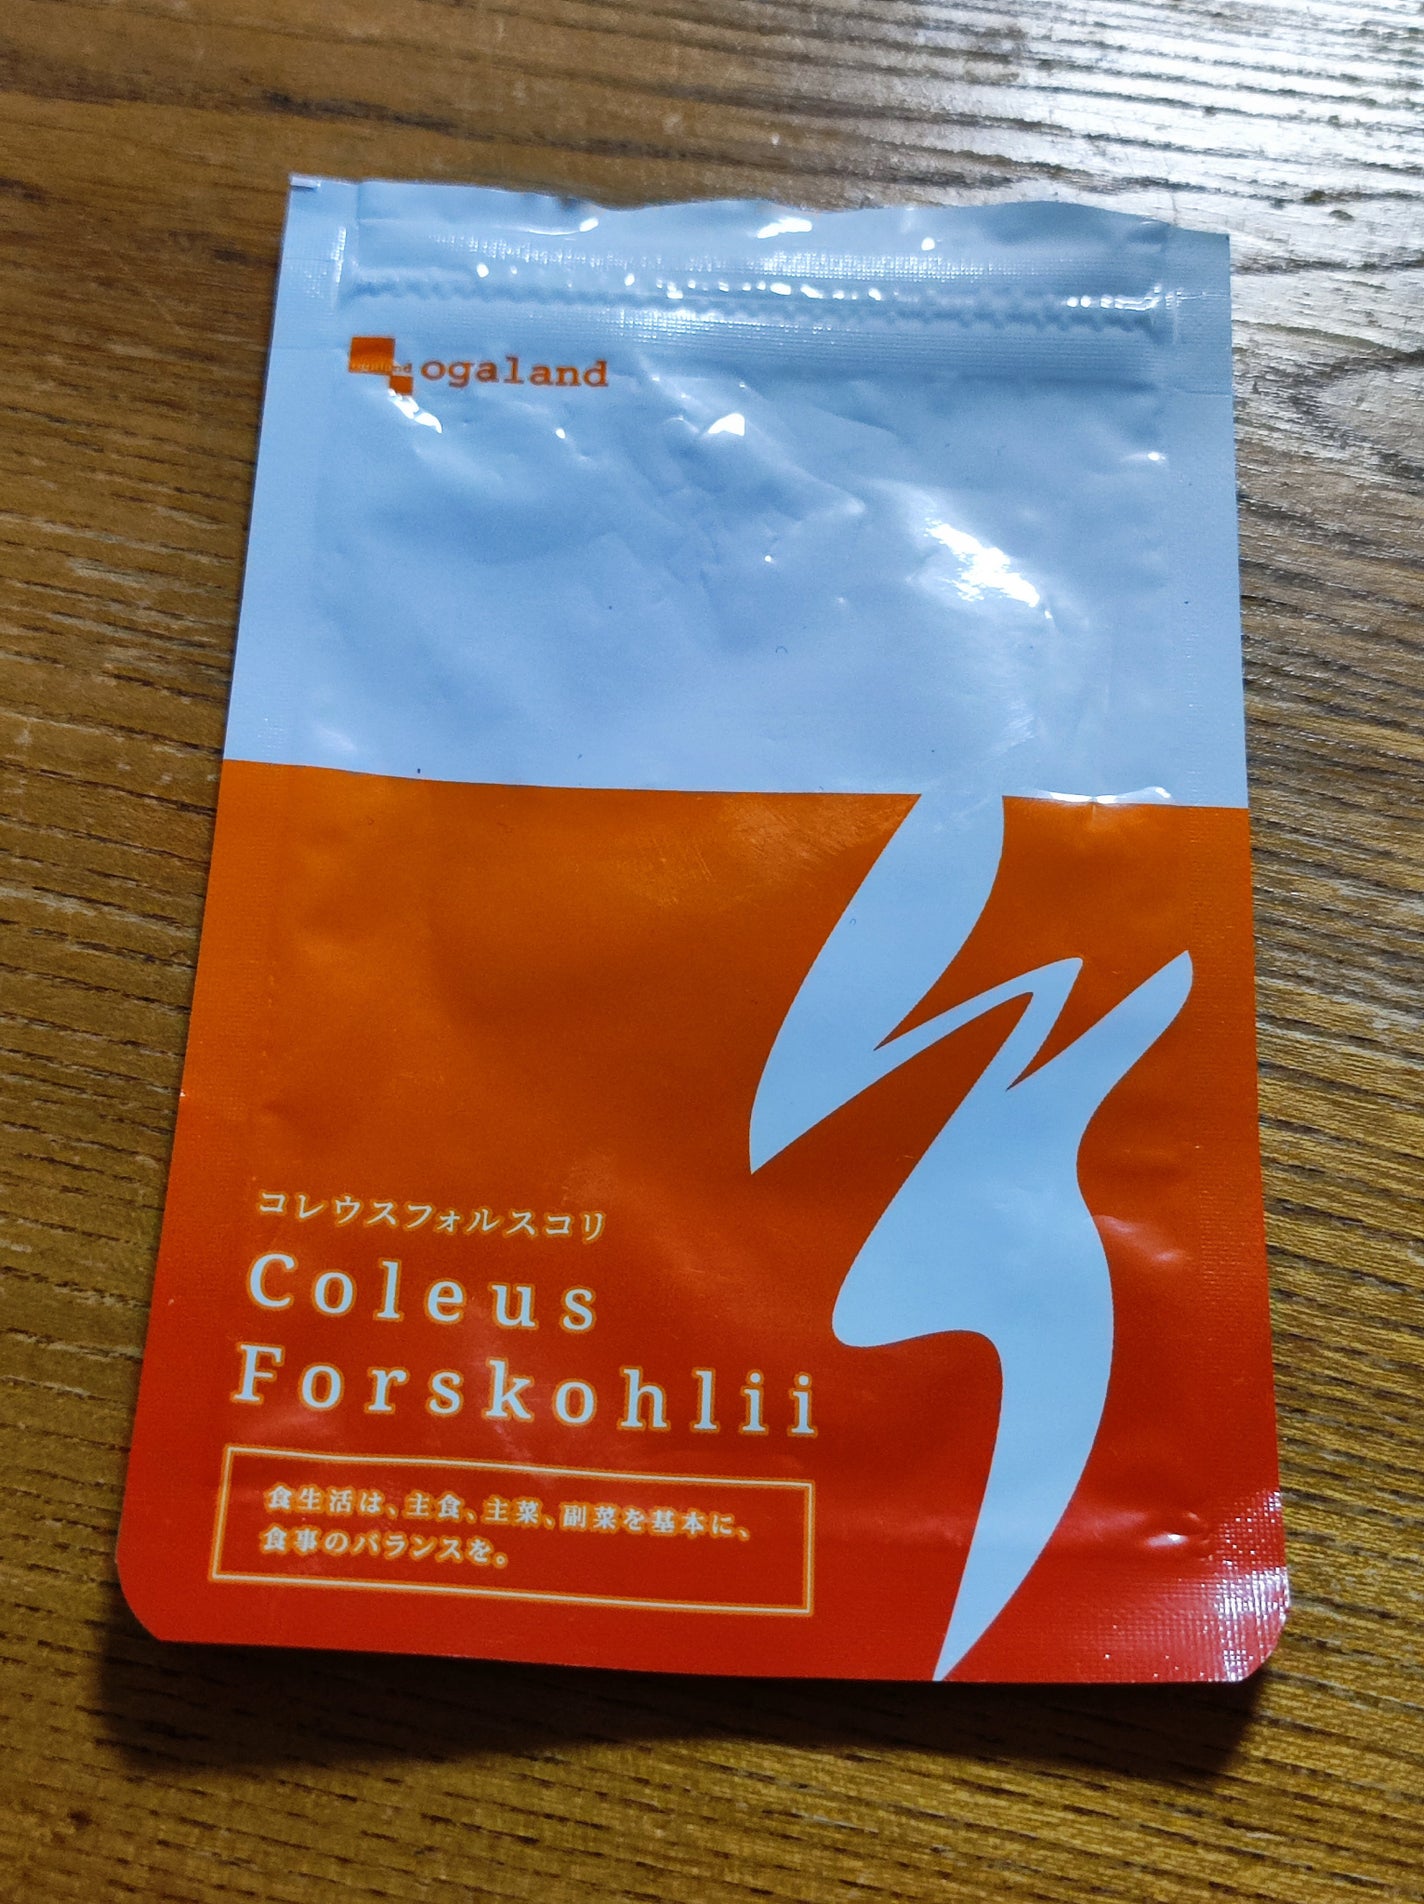 ogaland
コレウスフォルスコリ
Coleus
Forskohlii
食生活は、主食、主菜、副菜を基本に、
食事のバランスを。